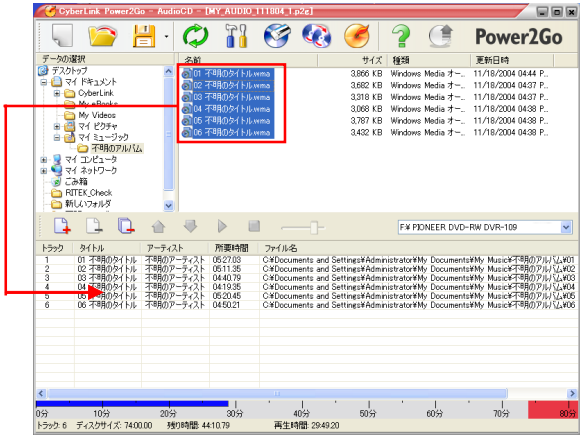 CyberLink Power2Go - AudioCD - [MY_AUDIO_111804_1.p2g]
Power2Go
データの選択
名前 サイズ 種類 更新日時
デスクトップ
マイ ドキュメント
CyberLink
My eBooks
My Videos
マイ ピクチャ
マイ ミュージック
不明のアルバム
マイ コンピュータ
マイ ネットワーク
ごみ箱
RITEK_Check
新しいフォルダ
01 不明のタイトル.wma 3,866 KB Windows Media オー... 11/18/2004 04:44 P...
02 不明のタイトル.wma 3,682 KB Windows Media オー... 11/18/2004 04:37 P...
03 不明のタイトル.wma 3,318 KB Windows Media オー... 11/18/2004 04:37 P...
04 不明のタイトル.wma 3,068 KB Windows Media オー... 11/18/2004 04:38 P...
05 不明のタイトル.wma 3,787 KB Windows Media オー... 11/18/2004 04:38 P...
06 不明のタイトル.wma 3,432 KB Windows Media オー... 11/18/2004 04:38 P...
F:¥ PIONEER DVD-RW DVR-109
トラック タイトル アーティスト 所要時間 ファイル名
1 01 不明のタイトル 不明のアーティスト 05:27.03 C:¥Documents and Settings¥Administrator¥My Documents¥My Music¥不明のアルバム¥01
2 02 不明のタイトル 不明のアーティスト 05:11.35 C:¥Documents and Settings¥Administrator¥My Documents¥My Music¥不明のアルバム¥02
3 03 不明のタイトル 不明のアーティスト 04:40.79 C:¥Documents and Settings¥Administrator¥My Documents¥My Music¥不明のアルバム¥03
4 04 不明のタイトル 不明のアーティスト 04:19.35 C:¥Documents and Settings¥Administrator¥My Documents¥My Music¥不明のアルバム¥04
5 05 不明のタイトル 不明のアーティスト 05:20.45 C:¥Documents and Settings¥Administrator¥My Documents¥My Music¥不明のアルバム¥05
6 06 不明のタイトル 不明のアーティスト 04:50.21 C:¥Documents and Settings¥Administrator¥My Documents¥My Music¥不明のアルバム¥06
0分 10分 20分 30分 40分 50分 60分 70分 80分
トラック: 6 ディスクサイズ: 74:00.00 残り時間: 44:10.79 再生時間: 29:49.20